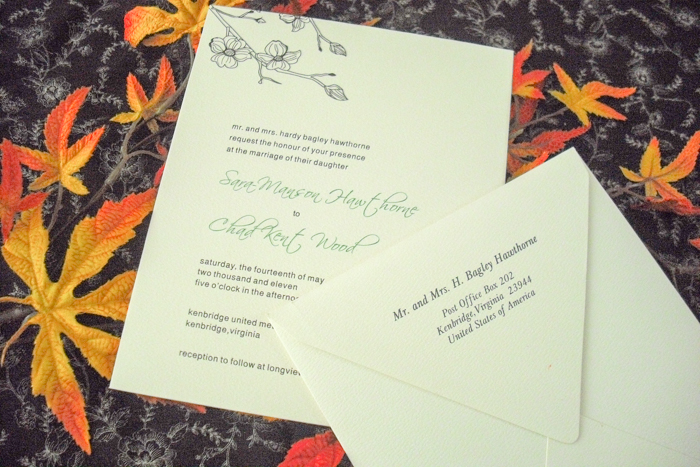 mr. and mrs. hardy bagley hawthorne
request the honour of your presence
at the marriage of their daughter
Sara Manson Hawthorne
to
Chad Kent Wood
saturday, the fourteenth of may
two thousand and eleven
five o'clock in the afternoo
kenbridge united me
kenbridge,virginia
reception to follow at longview
Mr. and Mrs. H. Bagley Hawthorne
Post Office Box 202
Kenbridge,Virginia 23944
United States of America